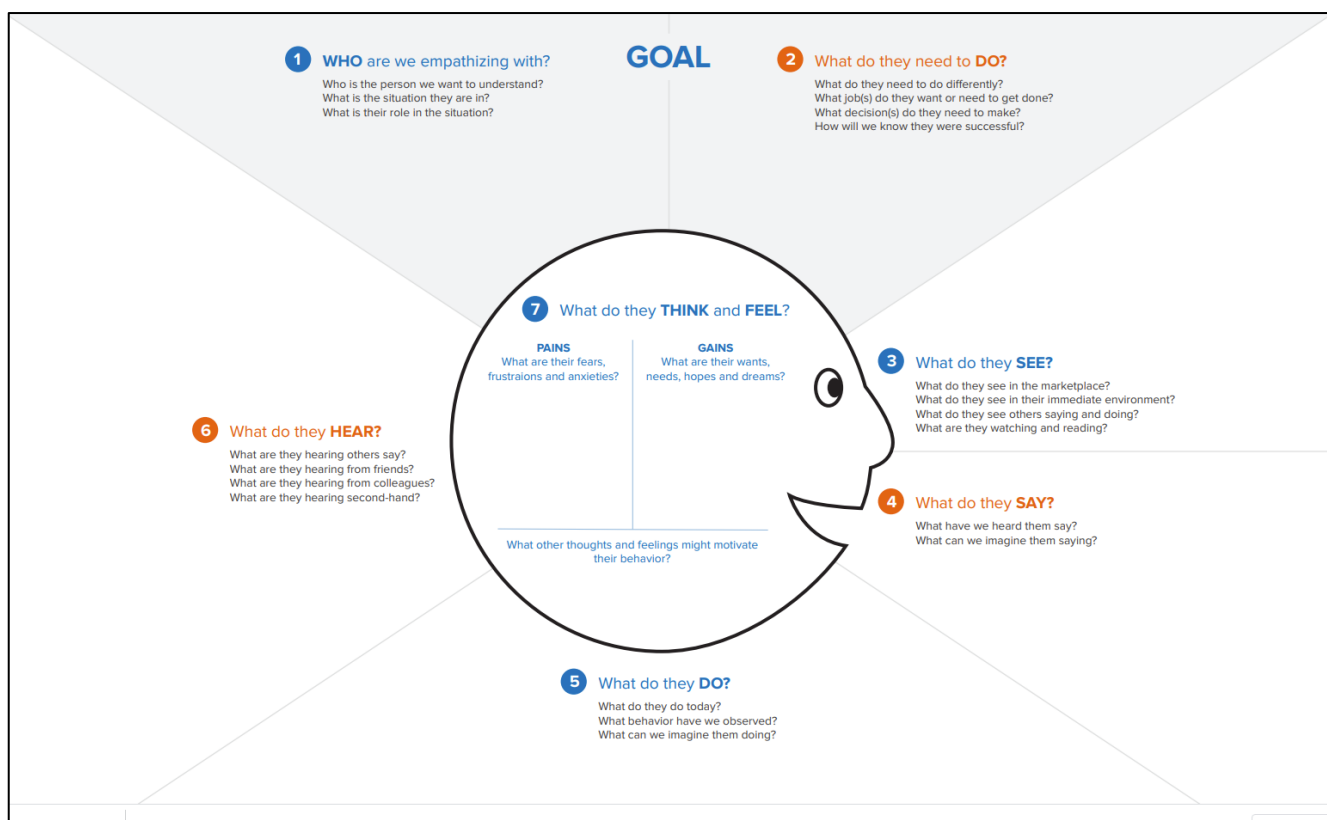 GOAL
1 WHO are we empathizing with?
Who is the person we want to understand?
What is the situation they are in?
What is their role in the situation?
2 What do they need to DO?
What do they need to do differently?
What job(s) do they want or need to get done?
What decision(s) do they need to make?
How will we know they were successful?
3 What do they SEE?
What do they see in the marketplace?
What do they see in their immediate environment?
What do they see others saying and doing?
What are they watching and reading?
4 What do they SAY?
What have we heard them say?
What can we imagine them saying?
5 What do they DO?
What do they do today?
What behavior have we observed?
What can we imagine them doing?
6 What do they HEAR?
What are they hearing others say?
What are they hearing from friends?
What are they hearing from colleagues?
What are they hearing second-hand?
7 What do they THINK and FEEL?
PAINS
What are their fears,
frustraions and anxieties?
GAINS
What are their wants,
needs, hopes and dreams?
What other thoughts and feelings might motivate
their behavior?